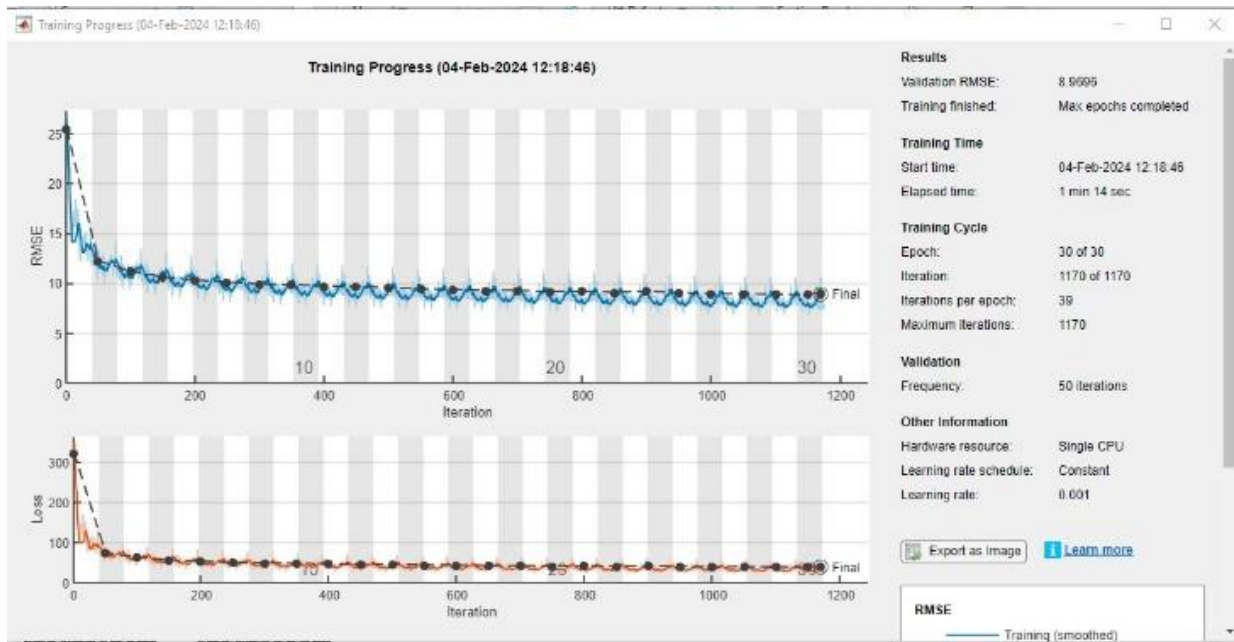 Training Progress (04-Feb-2024 12:18:46)
Training Progress (04-Feb-2024 12:18:46)
RMSE
25
20
15
10
5
0
10
20
30
Final
0
200
400
600
800
1000
1200
Iteration
Loss
300
200
100
0
10
20
30
Final
0
200
400
600
800
1000
1200
Iteration
Results
Validation RMSE: 8.9696
Training finished: Max epochs completed
Training Time
Start time: 04-Feb-2024 12:18:46
Elapsed time: 1 min 14 sec
Training Cycle
Epoch: 30 of 30
Iteration: 1170 of 1170
Iterations per epoch: 39
Maximum iterations: 1170
Validation
Frequency: 50 iterations
Other Information
Hardware resource: Single CPU
Learning rate schedule: Constant
Learning rate: 0.001
Export as Image
i Learn more
RMSE
Training (smoothed)